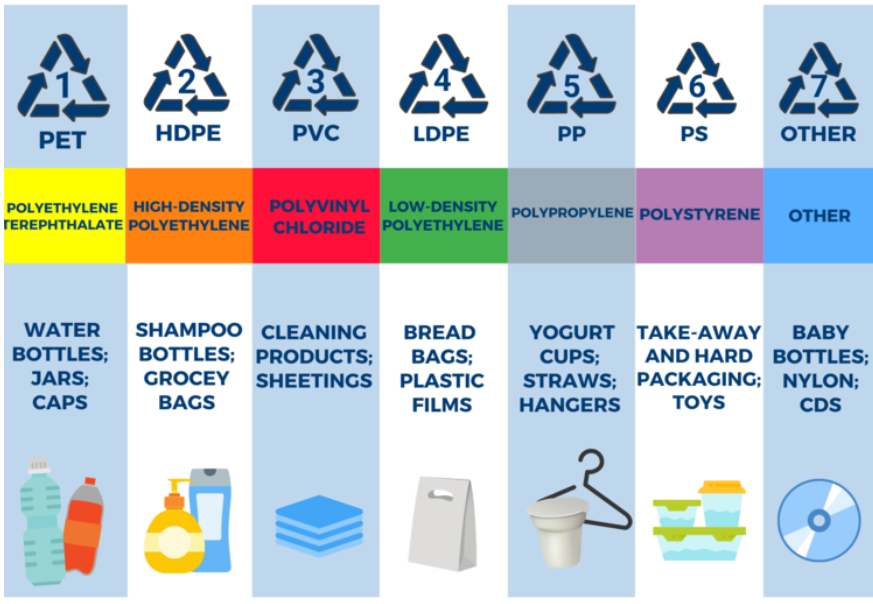 1
PET
2
HDPE
3
PVC
4
LDPE
5
PP
6
PS
7
OTHER
POLYETHYLENE
TEREPHTHALATE
HIGH-DENSITY
POLYETHYLENE
POLYVINYL
CHLORIDE
LOW-DENSITY
POLYETHYLENE
POLYPROPYLENE
POLYSTYRENE
OTHER
WATER
BOTTLES;
JARS;
CAPS
SHAMPOO
BOTTLES;
GROCEY
BAGS
CLEANING
PRODUCTS;
SHEETINGS
BREAD
BAGS;
PLASTIC
FILMS
YOGURT
CUPS;
STRAWS;
HANGERS
TAKE-AWAY
AND HARD
PACKAGING;
TOYS
BABY
BOTTLES;
NYLON;
CDS